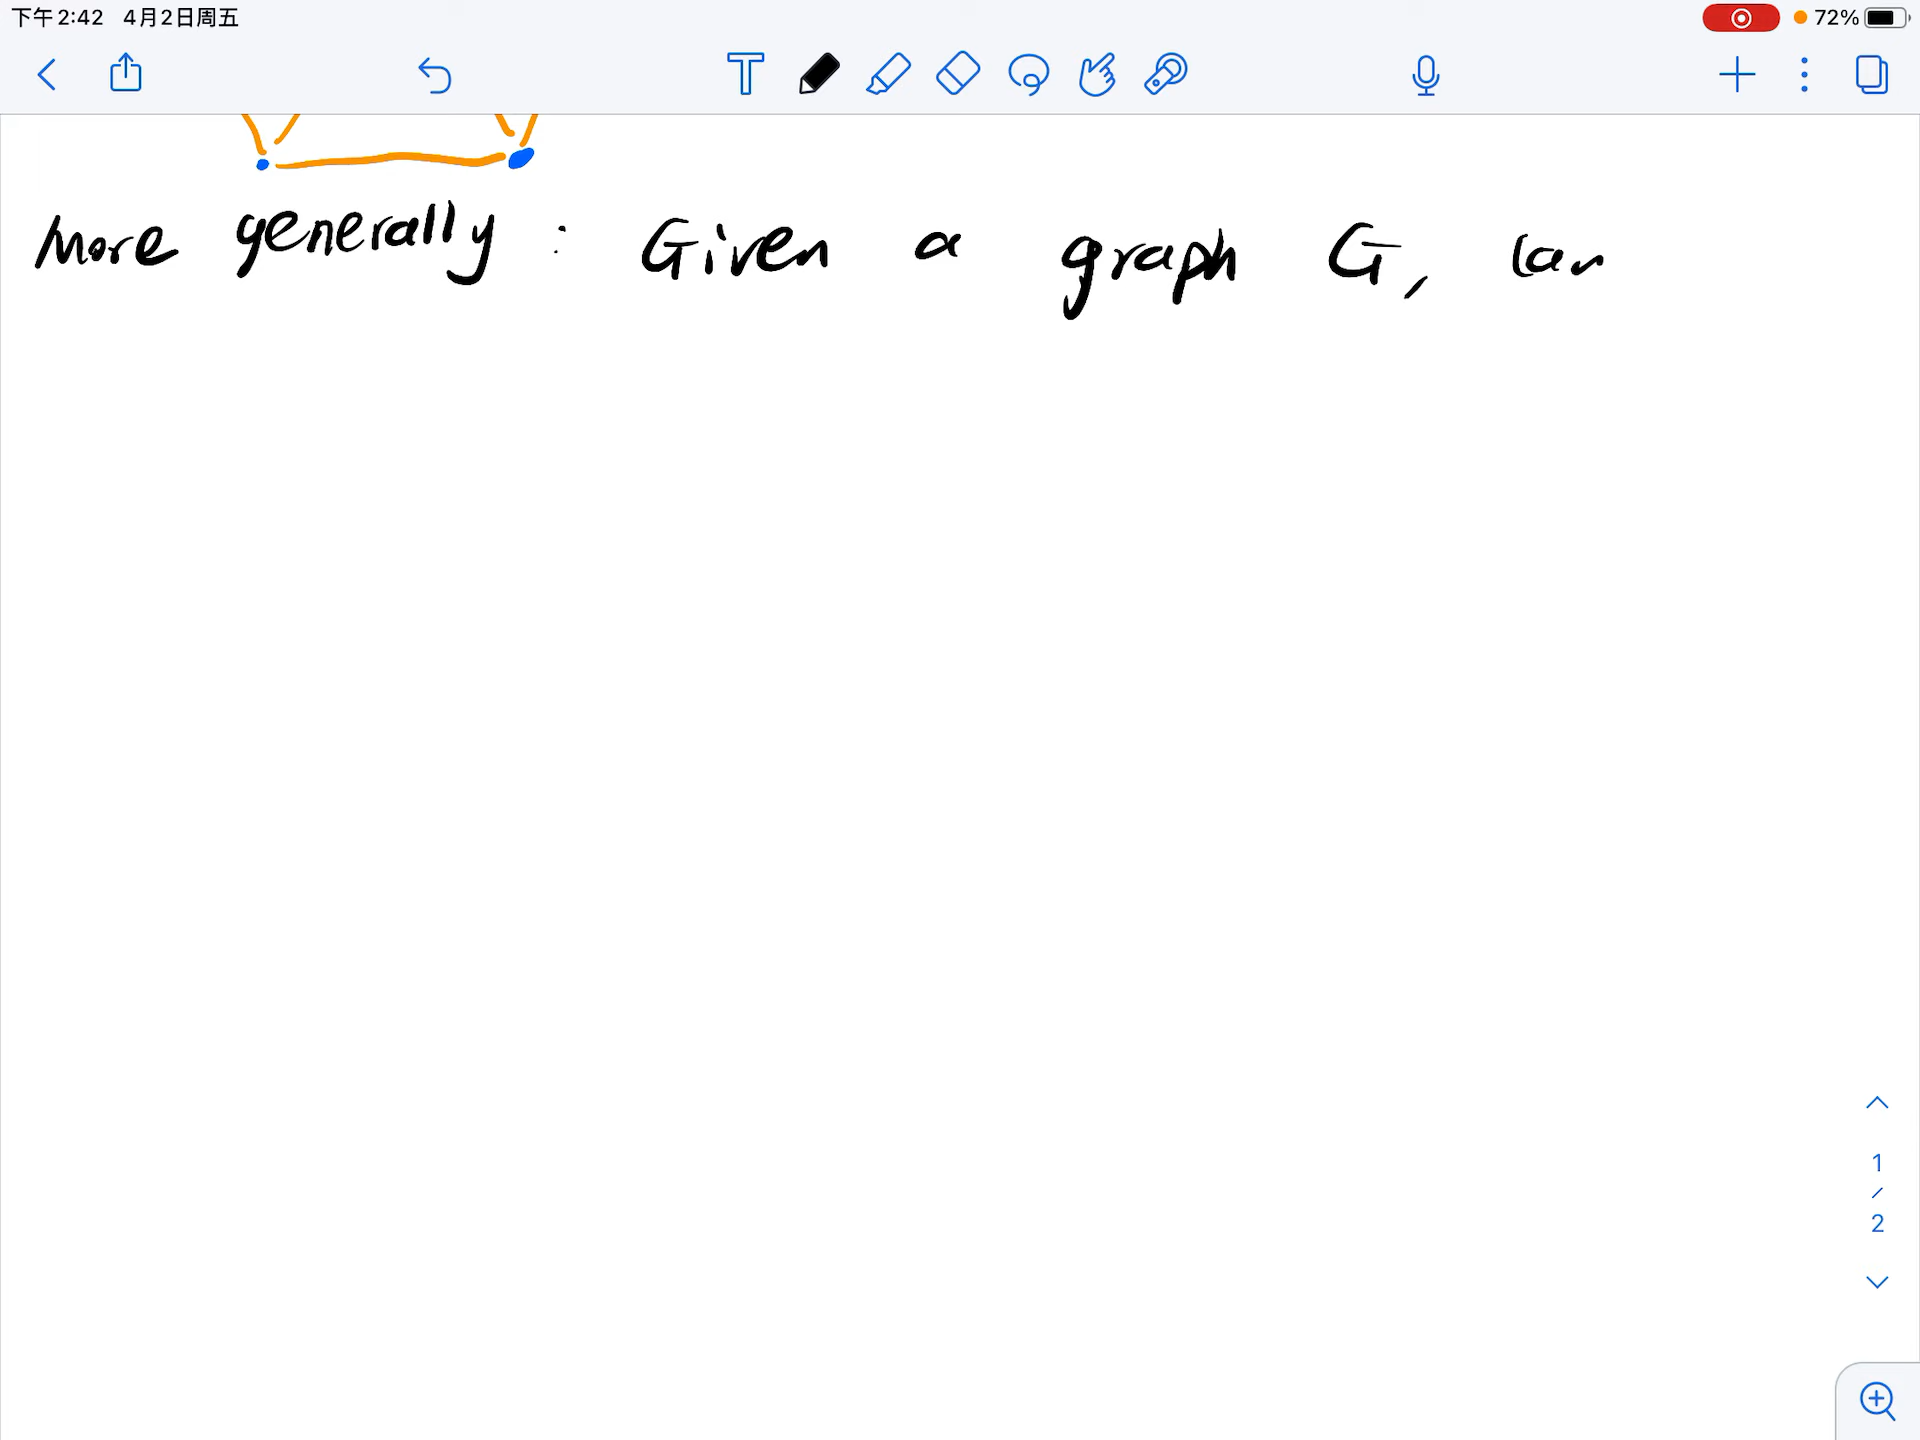 下午2:42 4月2日周五 72%
T
More generally : Given a graph G, can
1
/
2